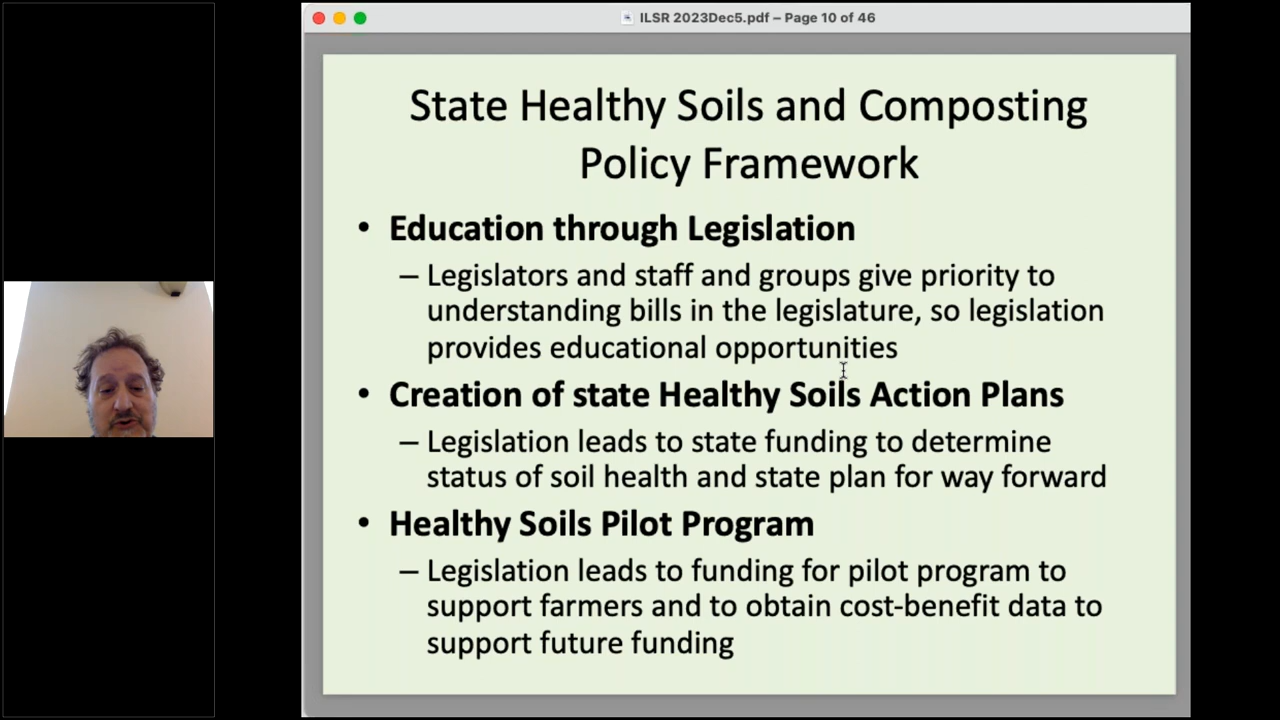 ILSR 2023Dec5.pdf – Page 10 of 46
State Healthy Soils and Composting
Policy Framework
• Education through Legislation
– Legislators and staff and groups give priority to
understanding bills in the legislature, so legislation
provides educational opportunities
• Creation of state Healthy Soils Action Plans
– Legislation leads to state funding to determine
status of soil health and state plan for way forward
• Healthy Soils Pilot Program
– Legislation leads to funding for pilot program to
support farmers and to obtain cost-benefit data to
support future funding